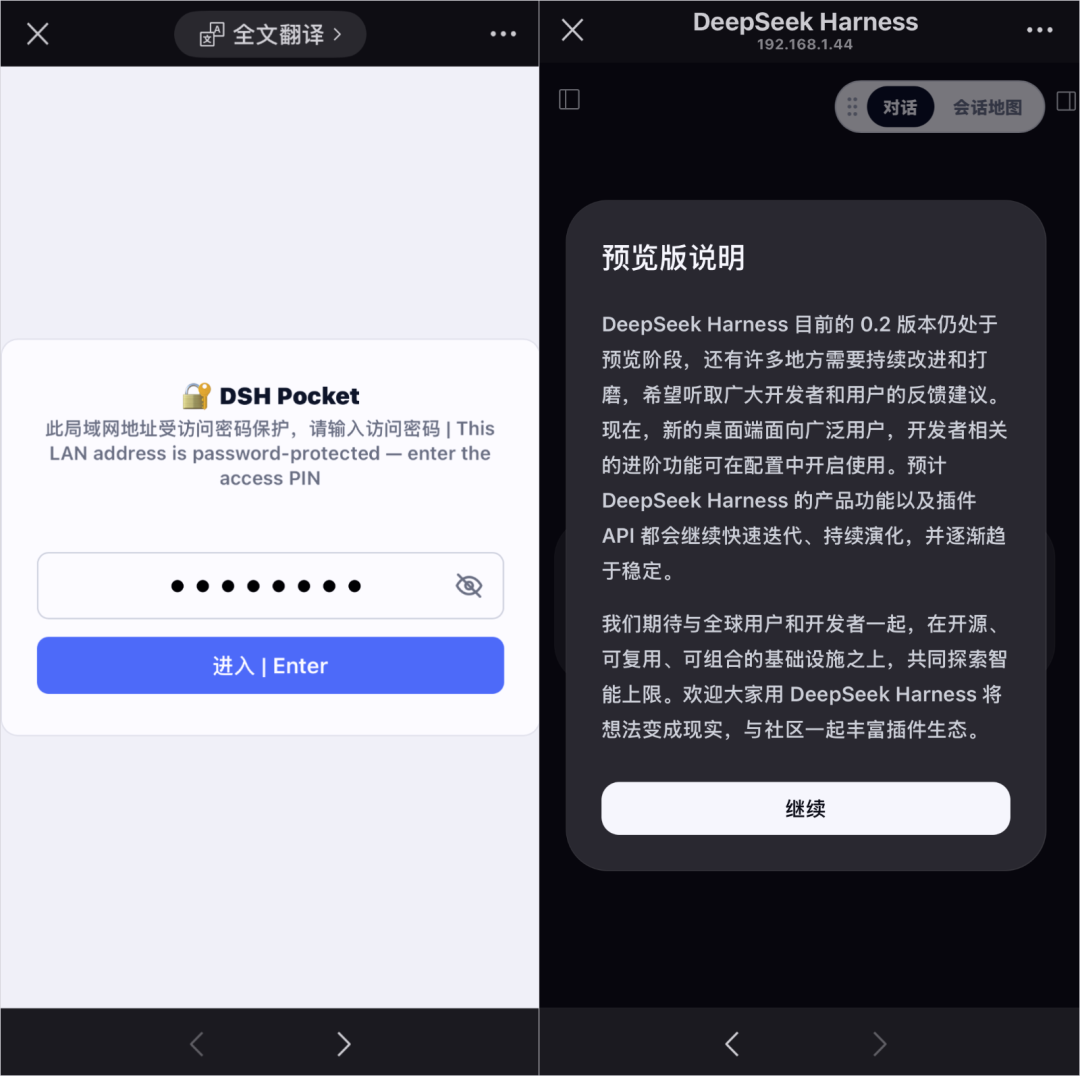 全文翻译
🔐 DSH Pocket
此局域网地址受访问密码保护，请输入访问密码 | This
LAN address is password-protected — enter the
access PIN
进入 | Enter
DeepSeek Harness
192.168.1.44
对话
会话地图
预览版说明
DeepSeek Harness 目前的 0.2 版本仍处于
预览阶段，还有许多地方需要持续改进和打
磨，希望听取广大开发者和用户的反馈建议。
现在，新的桌面端面向广泛用户，开发者相关
的进阶功能可在配置中开启使用。预计
DeepSeek Harness 的产品功能以及插件
API 都会继续快速迭代、持续演化，并逐渐趋
于稳定。
我们期待与全球用户和开发者一起，在开源、
可复用、可组合的基础设施之上，共同探索智
能上限。欢迎大家用 DeepSeek Harness 将
想法变成现实，与社区一起丰富插件生态。
继续